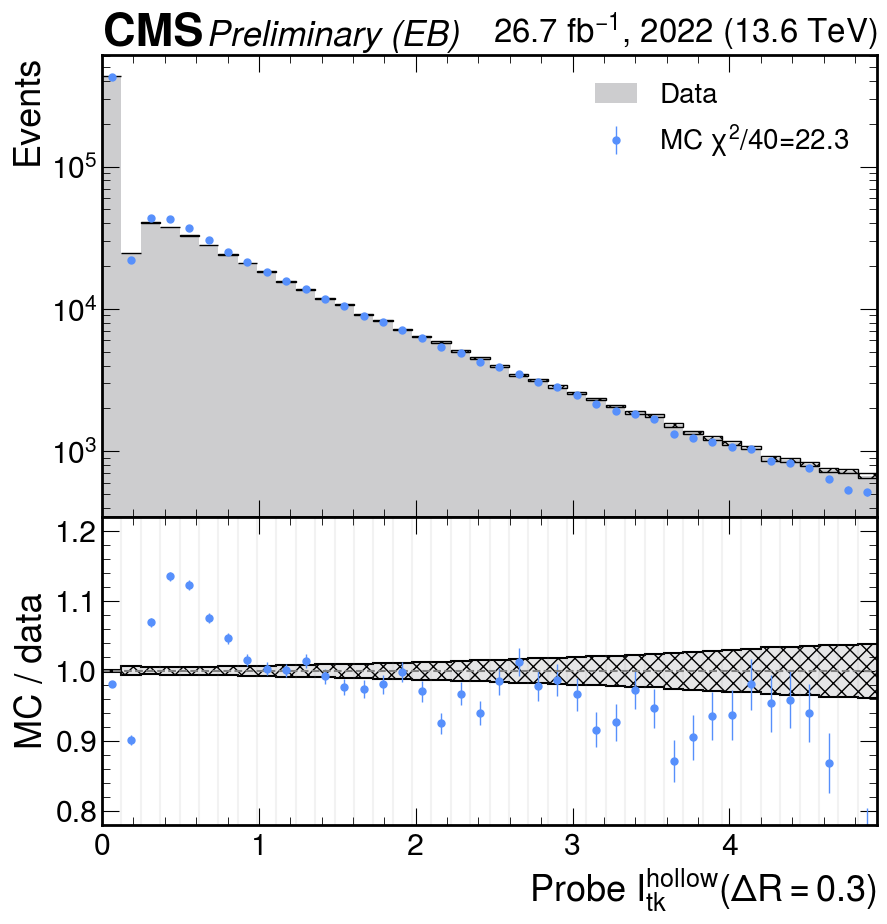 CMS Preliminary (EB) 26.7 fb⁻¹, 2022 (13.6 TeV)
Events
Data
MC χ²/40=22.3
10⁵
10⁴
10³
MC / data
1.2
1.1
1.0
0.9
0.8
0 1 2 3 4
Probe I_tk^hollow(ΔR = 0.3)